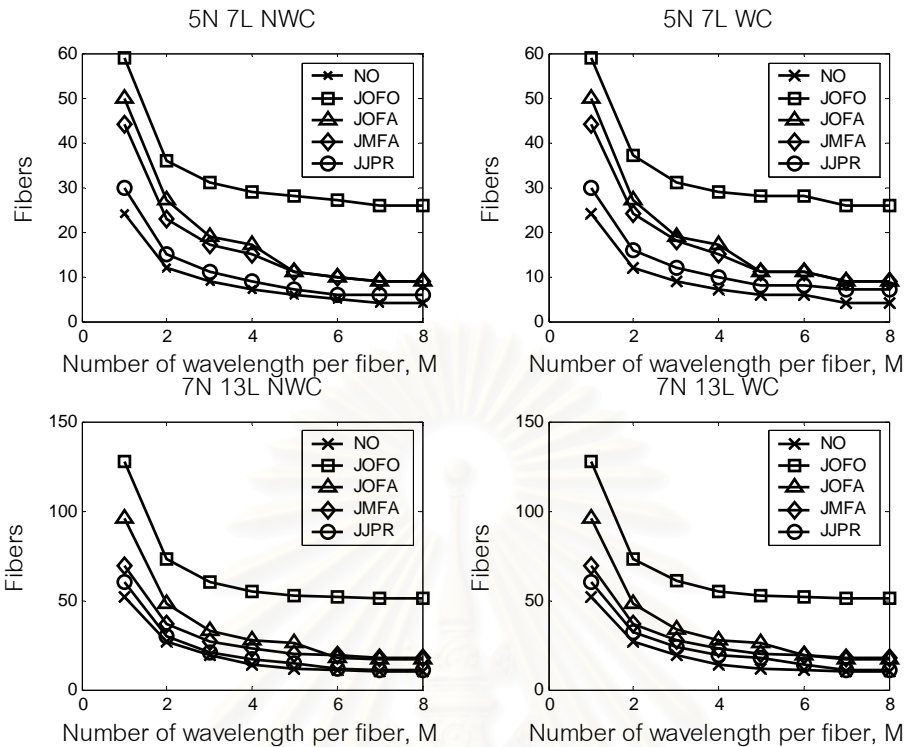 5N 7L NWC
60
50
40
30
20
10
0
0 2 4 6 8
Fibers
Number of wavelength per fiber, M
NO
JOFO
JOFA
JMFA
JJPR
5N 7L WC
60
50
40
30
20
10
0
0 2 4 6 8
Fibers
Number of wavelength per fiber, M
NO
JOFO
JOFA
JMFA
JJPR
7N 13L NWC
150
100
50
0
0 2 4 6 8
Fibers
Number of wavelength per fiber, M
NO
JOFO
JOFA
JMFA
JJPR
7N 13L WC
150
100
50
0
0 2 4 6 8
Fibers
Number of wavelength per fiber, M
NO
JOFO
JOFA
JMFA
JJPR